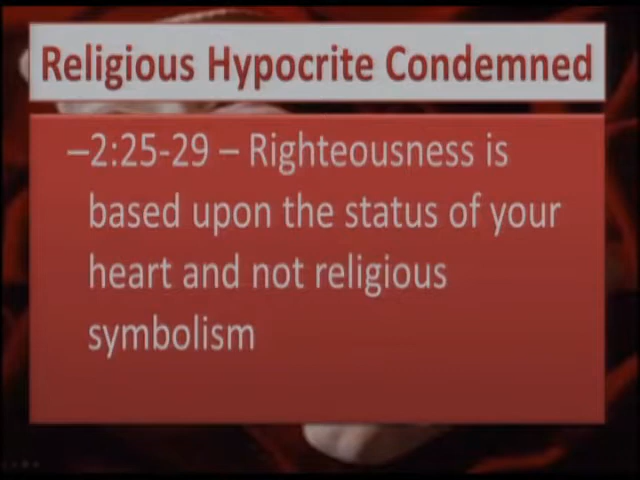 Religious Hypocrite Condemned
–2:25-29 – Righteousness is
based upon the status of your
heart and not religious
symbolism